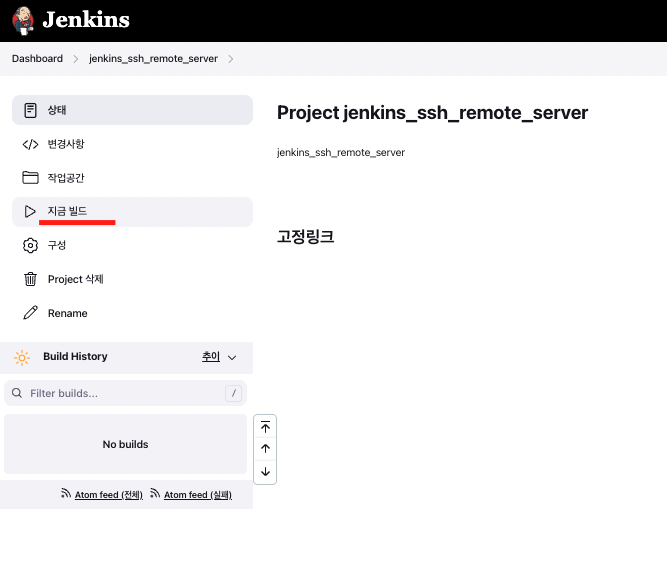 Jenkins
Dashboard
jenkins_ssh_remote_server
상태
변경사항
작업공간
지금 빌드
구성
Project 삭제
Rename
Build History
추이
Filter builds...
/
No builds
Atom feed (전체)
Atom feed (실패)
Project jenkins_ssh_remote_server
jenkins_ssh_remote_server
고정링크